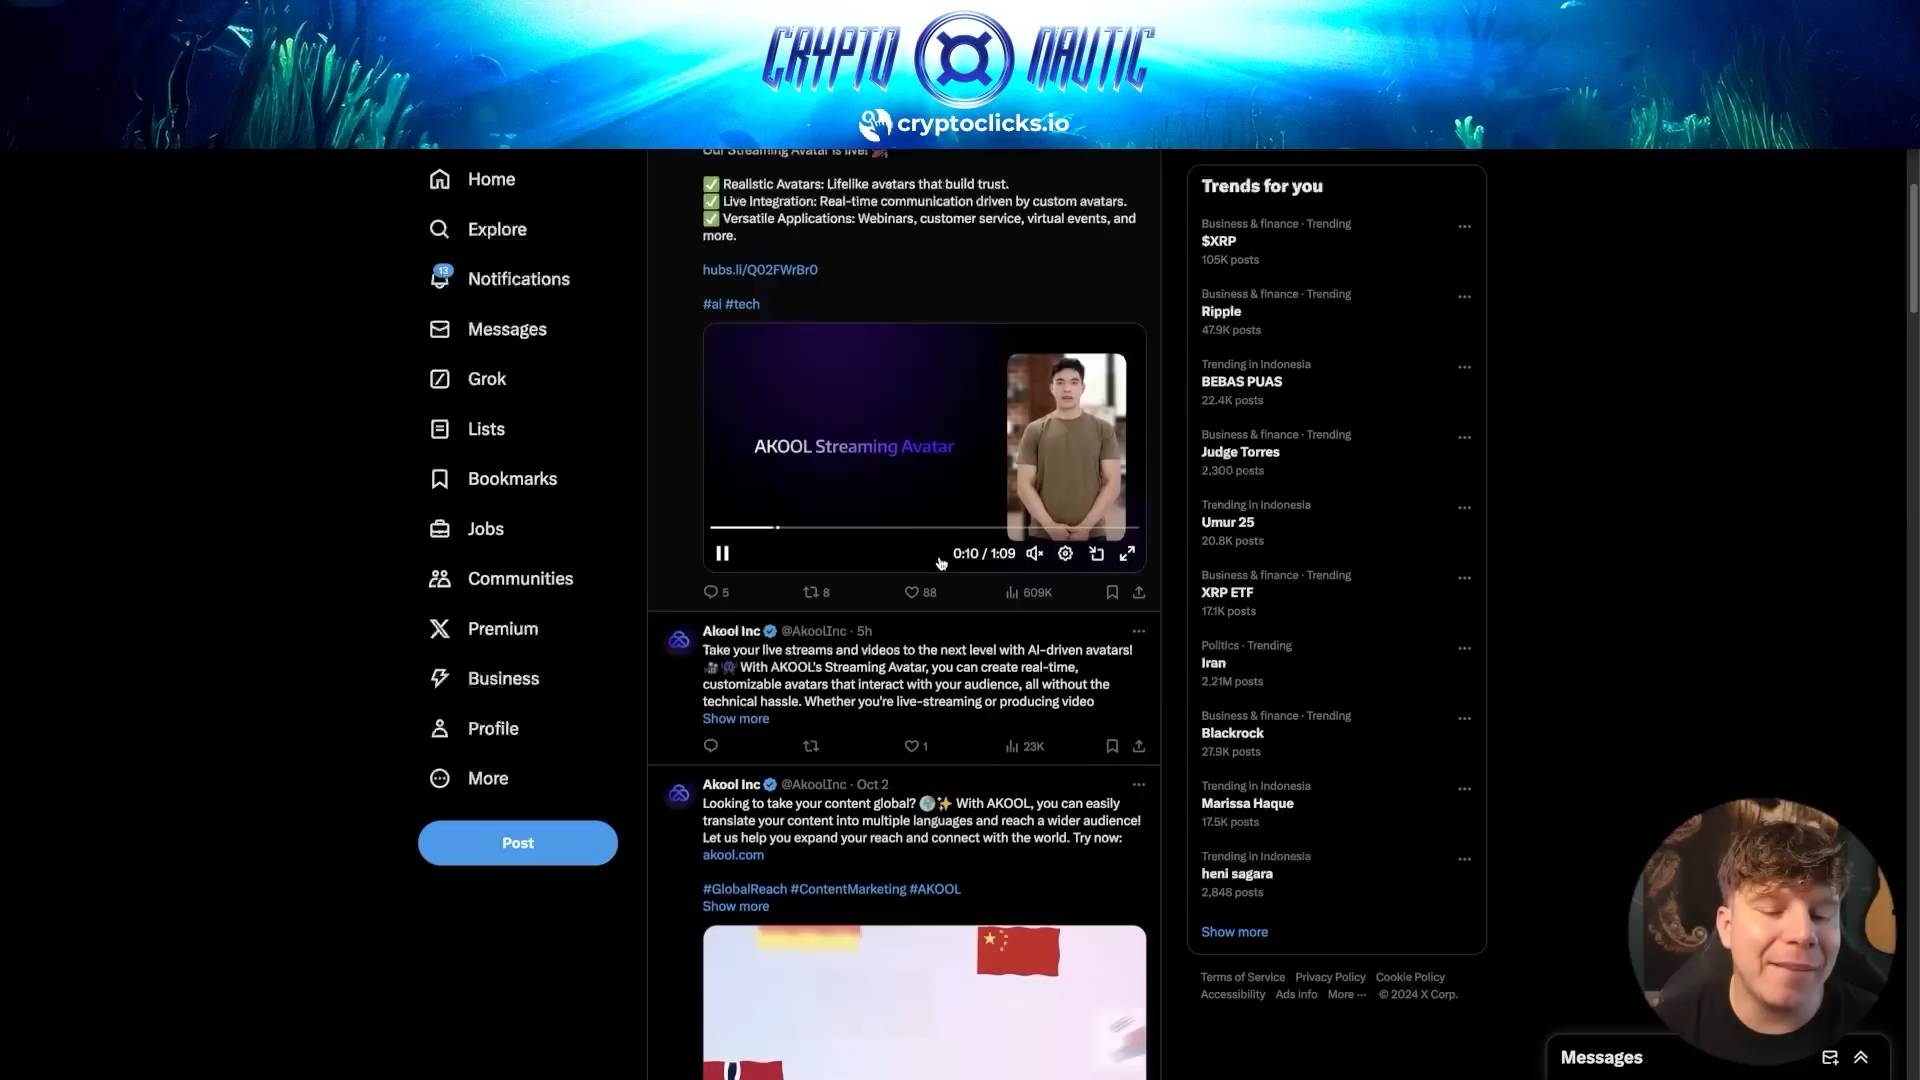 CRYPTO NAUTIC
cryptoclicks.io
Our Streaming Avatar is live!
Home
Explore
13
Notifications
Messages
Grok
Lists
Bookmarks
Jobs
Communities
Premium
Business
Profile
More
Post
✅ Realistic Avatars: Lifelike avatars that build trust.
✅ Live Integration: Real-time communication driven by custom avatars.
✅ Versatile Applications: Webinars, customer service, virtual events, and
more.
hubs.li/Q02FWrBr0
#ai #tech
AKOOL Streaming Avatar
0:10 / 1:09
5 8 88 609K
Akool Inc @AkoolInc · 5h
Take your live streams and videos to the next level with AI-driven avatars!
With AKOOL's Streaming Avatar, you can create real-time,
customizable avatars that interact with your audience, all without the
technical hassle. Whether you're live-streaming or producing video
Show more
1 23K
Akool Inc @AkoolInc · Oct 2
Looking to take your content global? 🌍✨ With AKOOL, you can easily
translate your content into multiple languages and reach a wider audience!
Let us help you expand your reach and connect with the world. Try now:
akool.com
#GlobalReach #ContentMarketing #AKOOL
Show more
Trends for you
Business & finance · Trending
$XRP
105K posts
Business & finance · Trending
Ripple
47.9K posts
Trending in Indonesia
BEBAS PUAS
22.4K posts
Business & finance · Trending
Judge Torres
2,300 posts
Trending in Indonesia
Umur 25
20.8K posts
Business & finance · Trending
XRP ETF
17.1K posts
Politics · Trending
Iran
2.21M posts
Business & finance · Trending
Blackrock
27.9K posts
Trending in Indonesia
Marissa Haque
17.5K posts
Trending in Indonesia
heni sagara
2,848 posts
Show more
Terms of Service Privacy Policy Cookie Policy
Accessibility Ads info More ··· © 2024 X Corp.
Messages